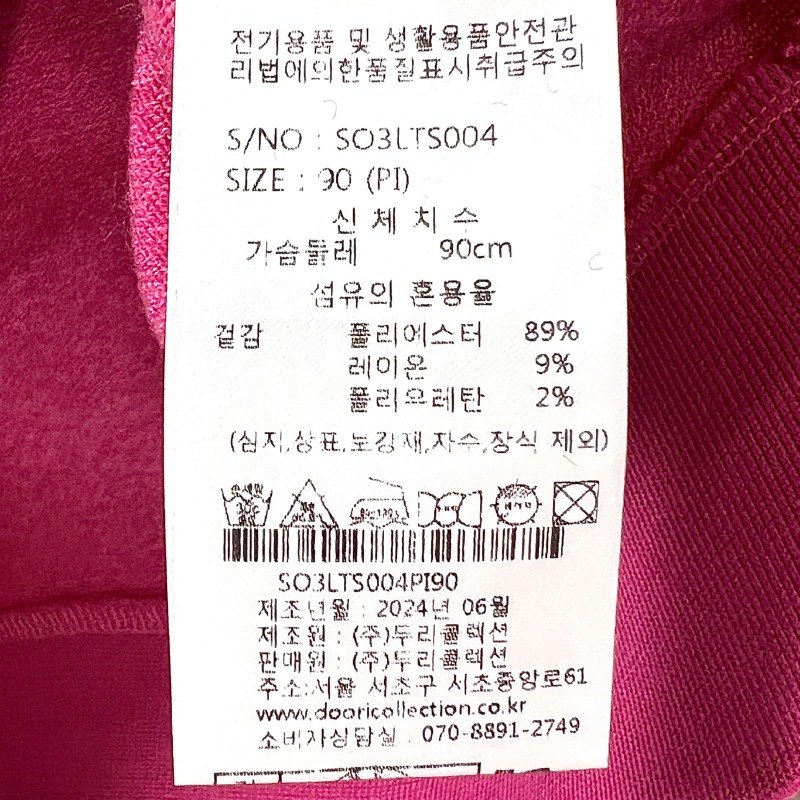 전기용품 및 생활용품안전관
리법에의한품질표시취급주의
S/NO : SO3LTS004
SIZE : 90 (PI)
신 체 치 수
가슴둘레 90cm
섬유의 혼용율
겉감 폴리에스터 89%
레이온 9%
폴리우레탄 2%
(심지,상표,보강재,자수,장식 제외)
SO3LTS004PI90
제조년월 : 2024년 06월
제조원 : (주)두리콜렉션
판매원 : (주)두리콜렉션
주소:서울 서초구 서초중앙로61
www.dooricollection.co.kr
소비자상담실 . 070-8891-2749